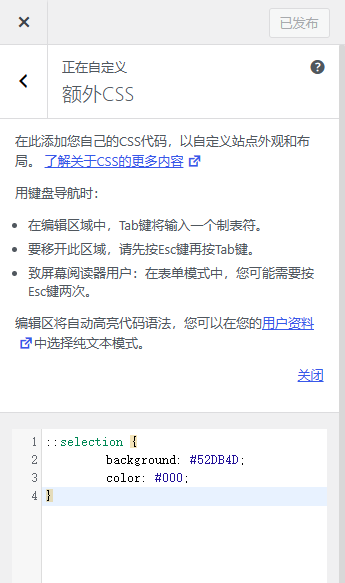 已发布
正在自定义
额外CSS
在此添加您自己的CSS代码，以自定义站点外观和布
局。 了解关于CSS的更多内容
用键盘导航时：
在编辑区域中，Tab键将输入一个制表符。
要移开此区域，请先按Esc键再按Tab键。
致屏幕阅读器用户：在表单模式中，您可能需要按
Esc键两次。
编辑区将自动高亮代码语法，您可以在您的用户资料
中选择纯文本模式。
关闭
1 ::selection {
2 background: #52DB4D;
3 color: #000;
4 }